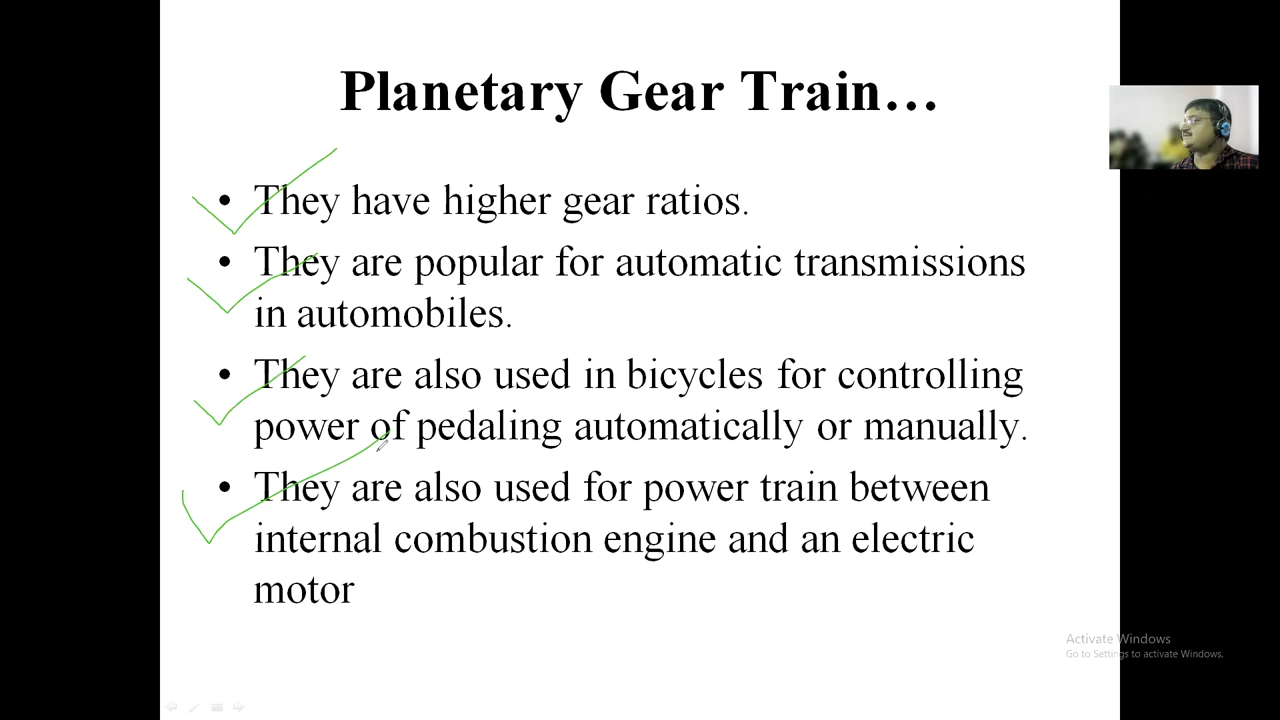 Planetary Gear Train…
• They have higher gear ratios.
• They are popular for automatic transmissions
in automobiles.
• They are also used in bicycles for controlling
power of pedaling automatically or manually.
• They are also used for power train between
internal combustion engine and an electric
motor
Activate Windows
Go to Settings to activate Windows.